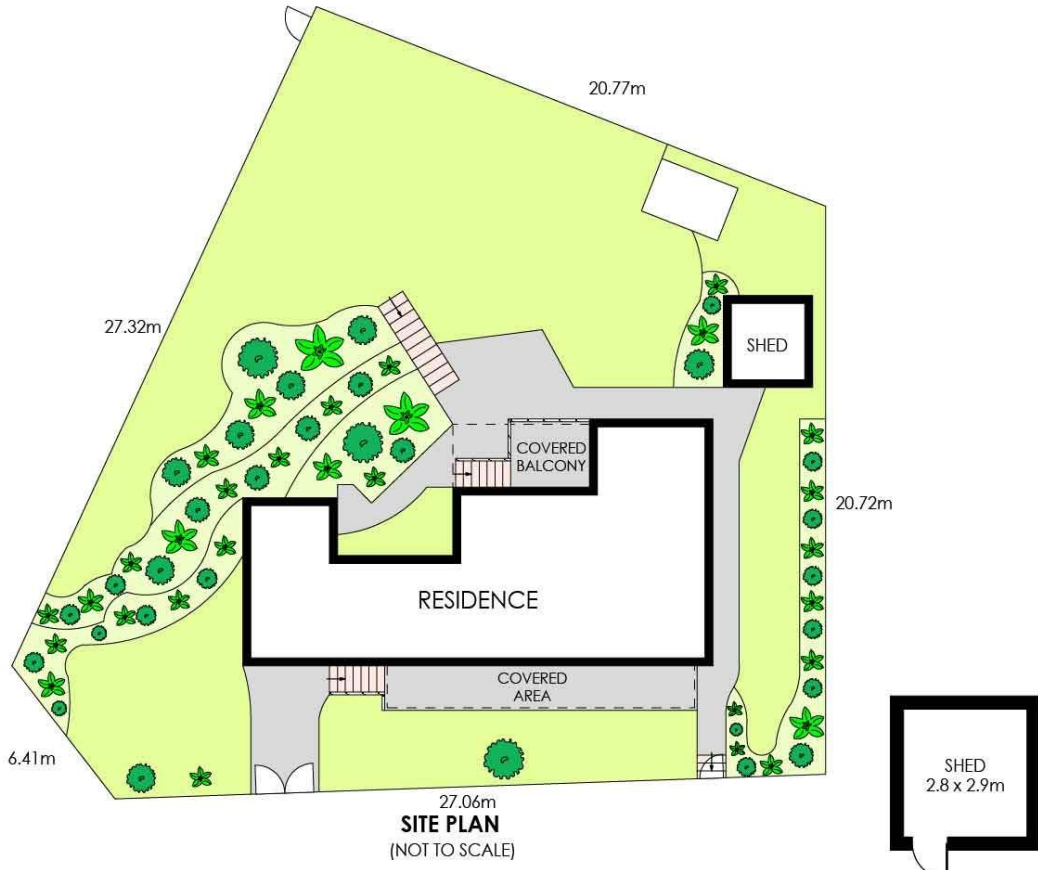 20.77m
27.32m
SHED
COVERED
BALCONY
20.72m
RESIDENCE
COVERED
AREA
6.41m
SHED
2.8 x 2.9m
27.06m
SITE PLAN
(NOT TO SCALE)